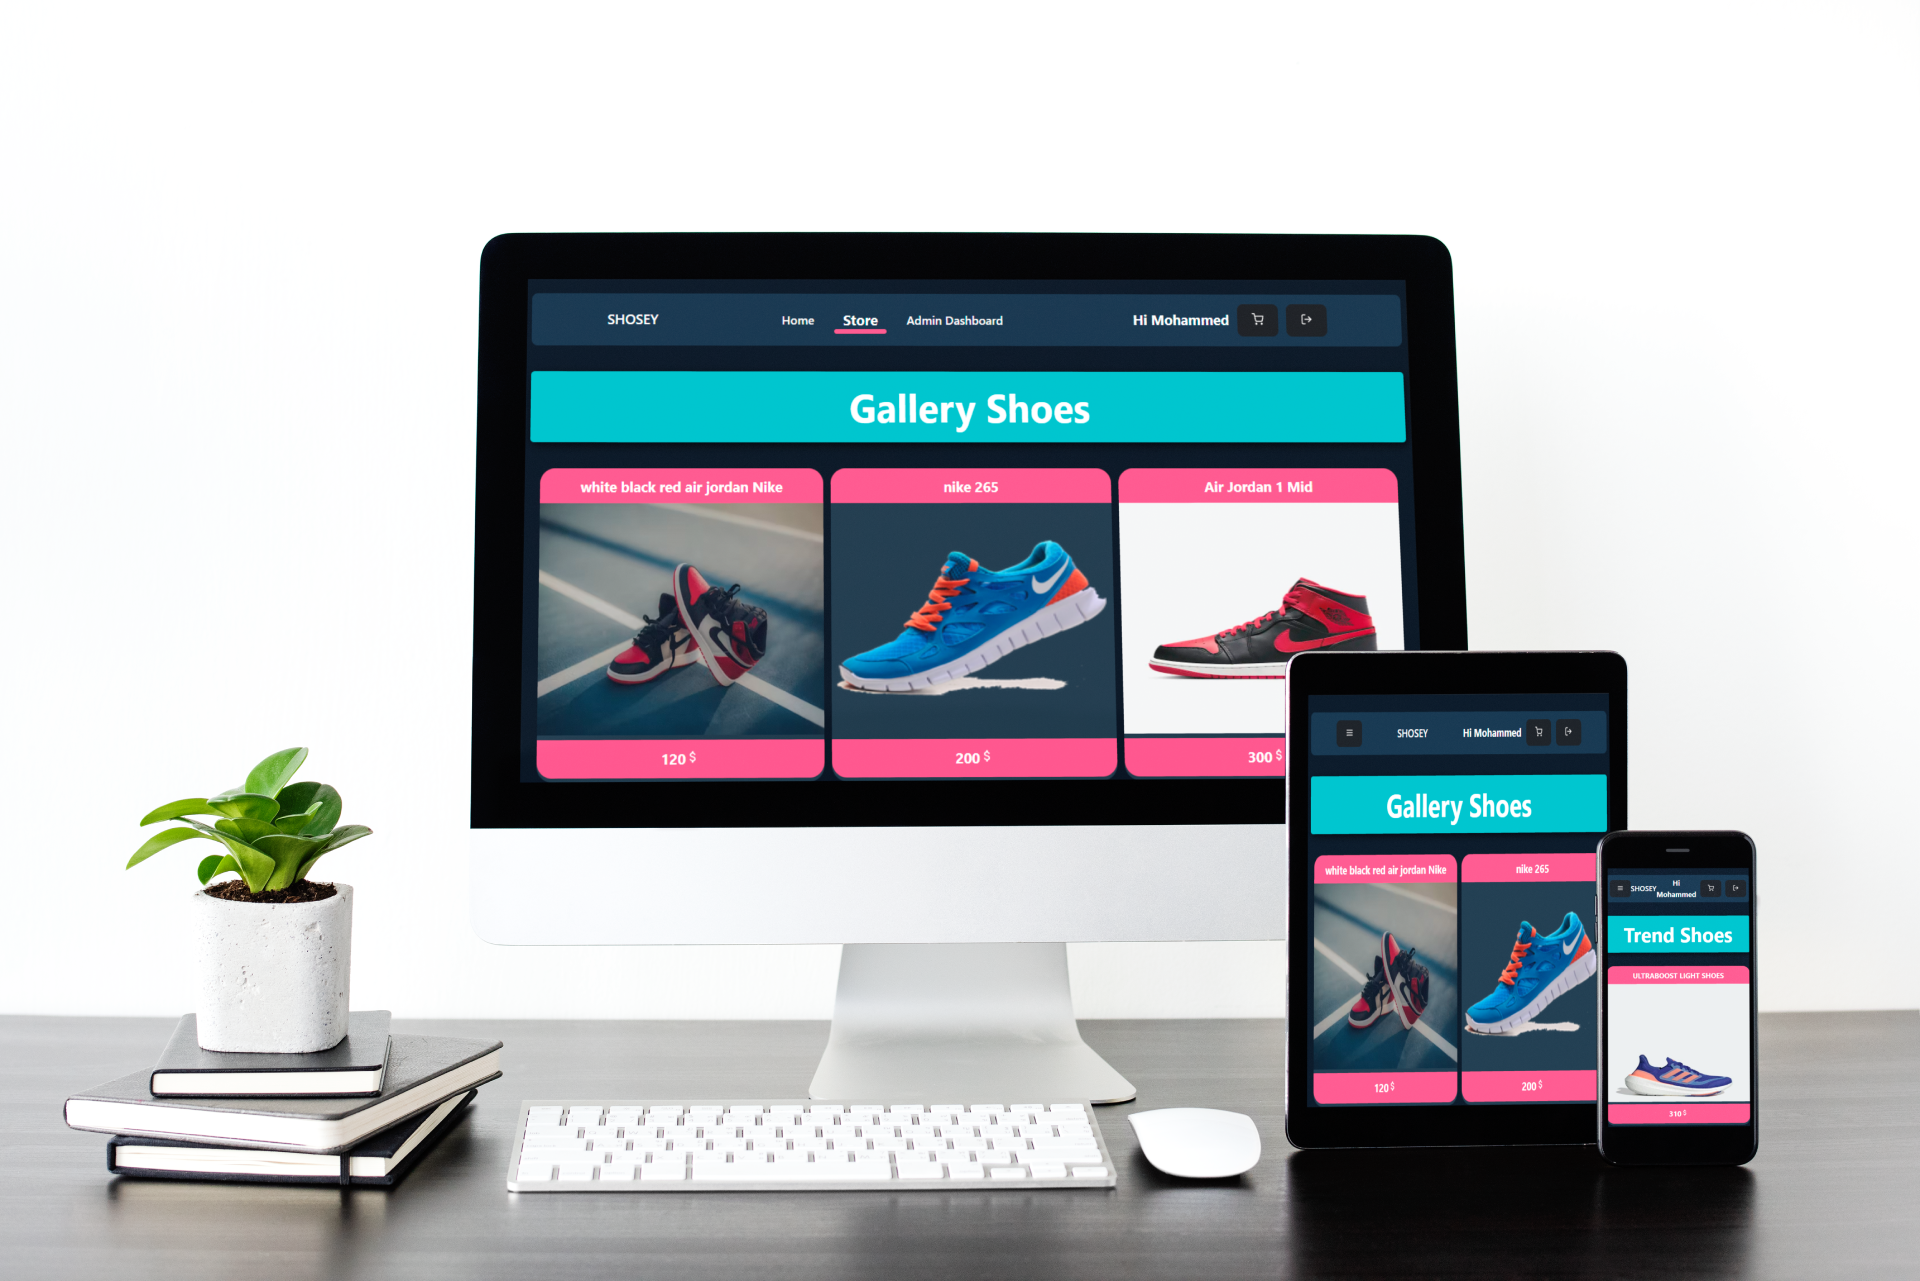 SHOSEY Home Store Admin Dashboard Hi Mohammed
Gallery Shoes
white black red air jordan Nike
nike 265
Air Jordan 1 Mid
120 $
200 $
300 $
SHOSEY Hi Mohammed
Gallery Shoes
white black red air jordan Nike
nike 265
120 $
200 $
SHOSEY Hi
Mohammed
Trend Shoes
ULTRABOOST LIGHT SHOES
310 $